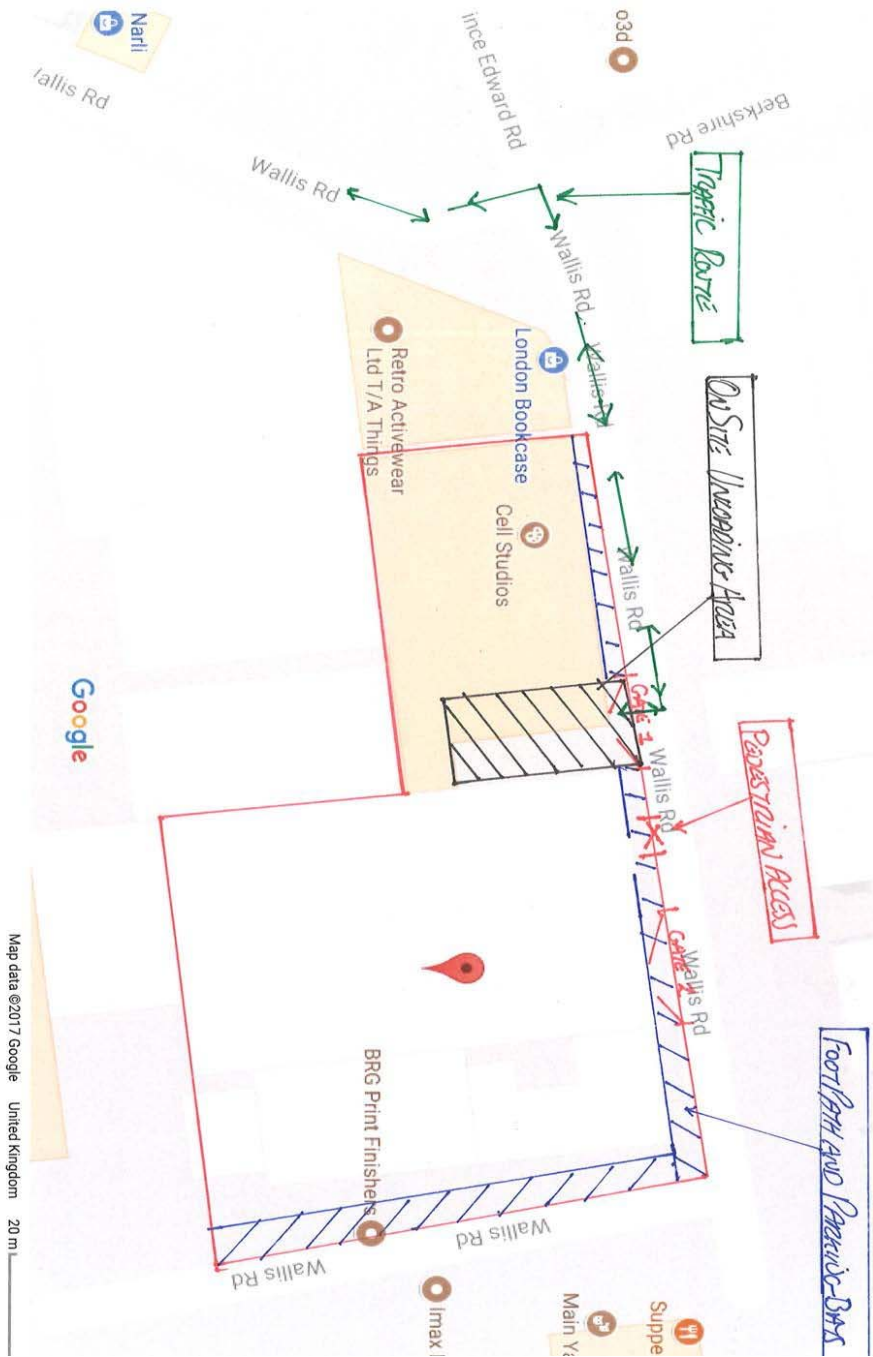 Narli
Wallis Rd
o3d
ince Edward Rd
Berkshire Rd
TRAFFIC ROUTE
Wallis Rd
Wallis Rd
Wallis Rd
London Bookcase
Retro Activewear
Ltd T/A Things
Cell Studios
ON SITE UNLOADING AREA
Wallis Rd
GATE 1
Wallis Rd
PEDESTRIAN ACCESS
GATE 2
Wallis Rd
FOOTPATH AND PARKING BAYS
BRG Print Finishers
Wallis Rd
Wallis Rd
Imax
Main Ya
Suppe
Google
Map data ©2017 Google United Kingdom 20 m